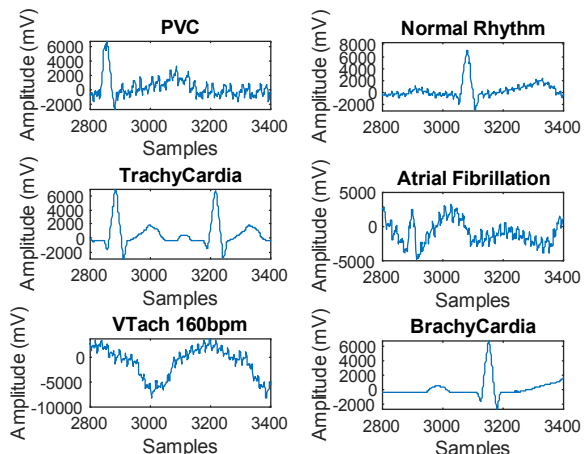 PVC
Amplitude (mV)
6000
4000
2000
0
-2000
2800 3000 3200 3400
Samples
Normal Rhythm
Amplitude (mV)
8000
6000
4000
2000
0
-2000
2800 3000 3200 3400
Samples
TrachyCardia
Amplitude (mV)
6000
4000
2000
0
-2000
2800 3000 3200 3400
Samples
Atrial Fibrillation
Amplitude (mV)
5000
0
-5000
2800 3000 3200 3400
Samples
VTach 160bpm
Amplitude (mV)
0
-5000
-10000
2800 3000 3200 3400
Samples
BrachyCardia
Amplitude (mV)
6000
4000
2000
0
-2000
2800 3000 3200 3400
Samples